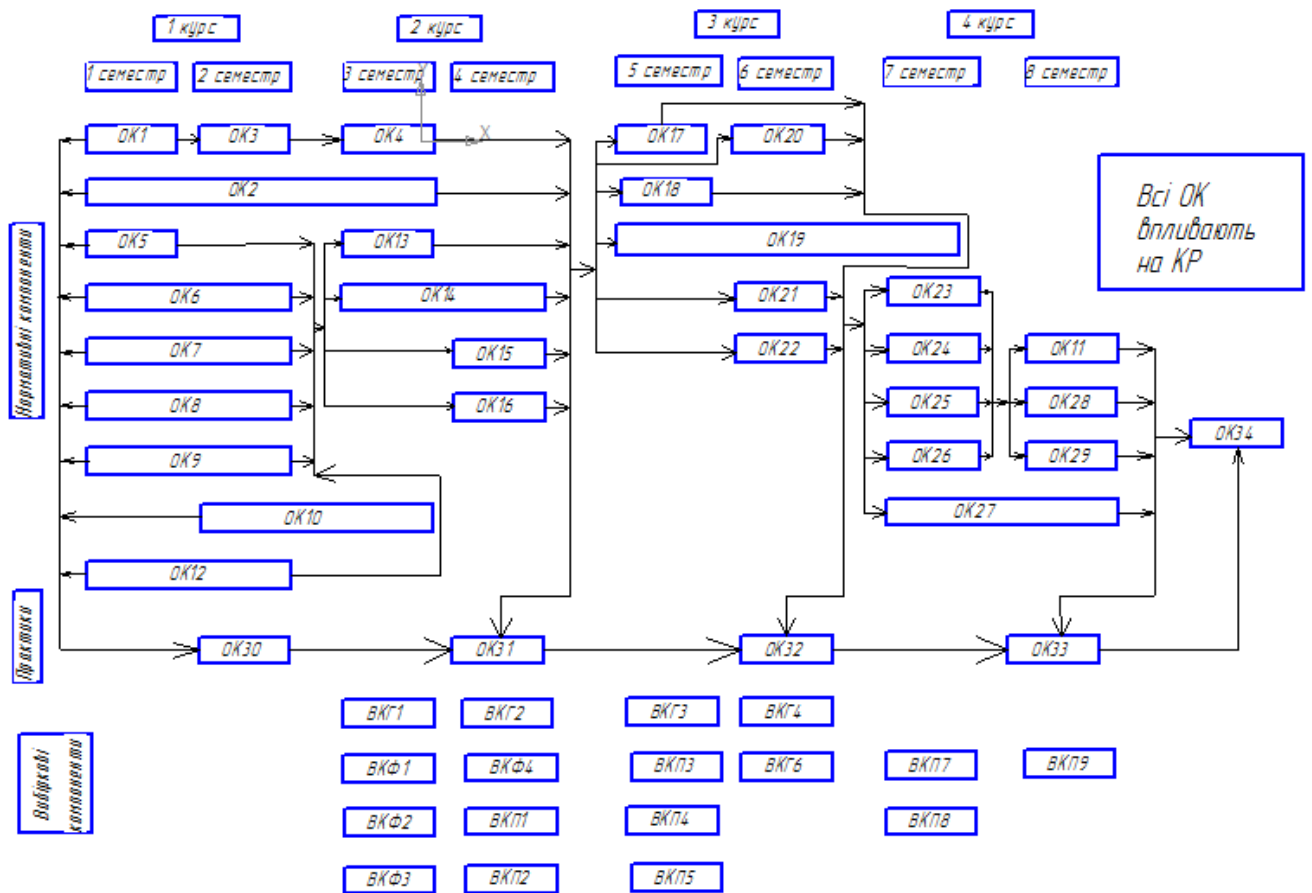 1 курс
2 курс
3 курс
4 курс
1 семестр
2 семестр
3 семестр
4 семестр
5 семестр
6 семестр
7 семестр
8 семестр
Y
X
ОК1
ОК3
ОК4
ОК17
ОК20
ОК2
ОК18
Всі ОК
впливають
на КР
Нормативні компоненти
ОК5
ОК13
ОК19
ОК6
ОК14
ОК21
ОК23
ОК7
ОК15
ОК22
ОК24
ОК11
ОК8
ОК16
ОК25
ОК28
ОК34
ОК9
ОК26
ОК29
ОК10
ОК27
ОК12
Практики
ОК30
ОК31
ОК32
ОК33
ВКГ1
ВКГ2
ВКГ3
ВКГ4
Вибіркові
компоненти
ВКФ1
ВКФ4
ВКП3
ВКГ6
ВКП7
ВКП9
ВКФ2
ВКП1
ВКП4
ВКП8
ВКФ3
ВКП2
ВКП5